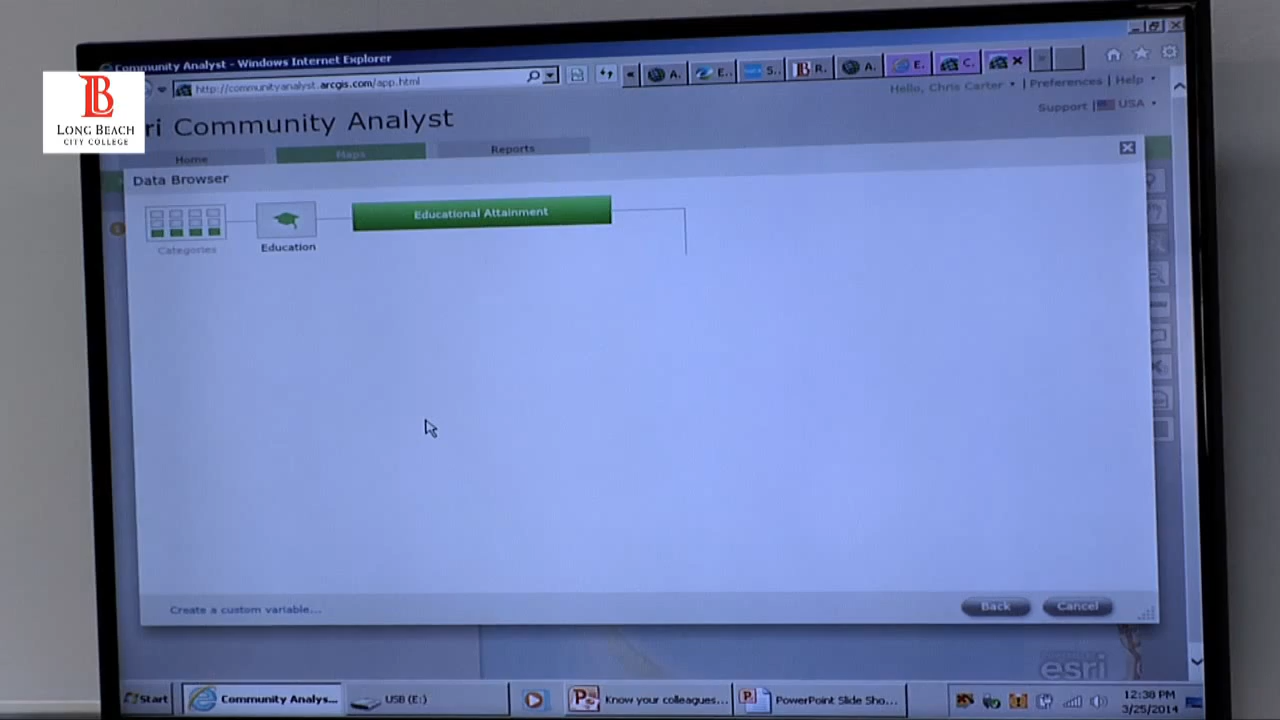 Community Analyst - Windows Internet Explorer
http://communityanalyst.arcgis.com/app.html
A.
E.
S.
R.
A.
E.
C.
Hello, Chris Carter
Preferences
Help
LB
LONG BEACH
CITY COLLEGE
ri Community Analyst
Support
USA
Home
Maps
Reports
Data Browser
Educational Attainment
Categories
Education
Create a custom variable...
Back
Cancel
esri
Start
Community Analys...
USB (E:)
Know your colleagues...
PowerPoint Slide Sho...
12:38 PM
3/25/2014